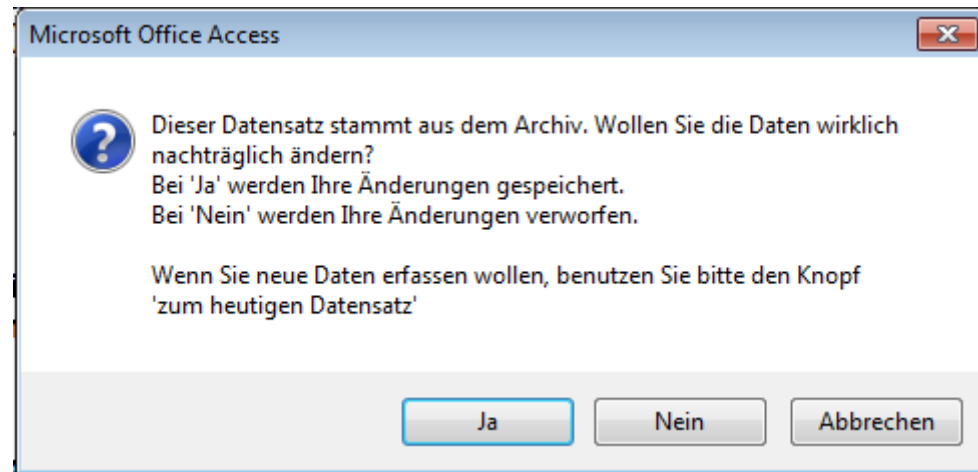 Microsoft Office Access
Dieser Datensatz stammt aus dem Archiv. Wollen Sie die Daten wirklich
nachträglich ändern?
Bei 'Ja' werden Ihre Änderungen gespeichert.
Bei 'Nein' werden Ihre Änderungen verworfen.
Wenn Sie neue Daten erfassen wollen, benutzen Sie bitte den Knopf
'zum heutigen Datensatz'
Ja
Nein
Abbrechen